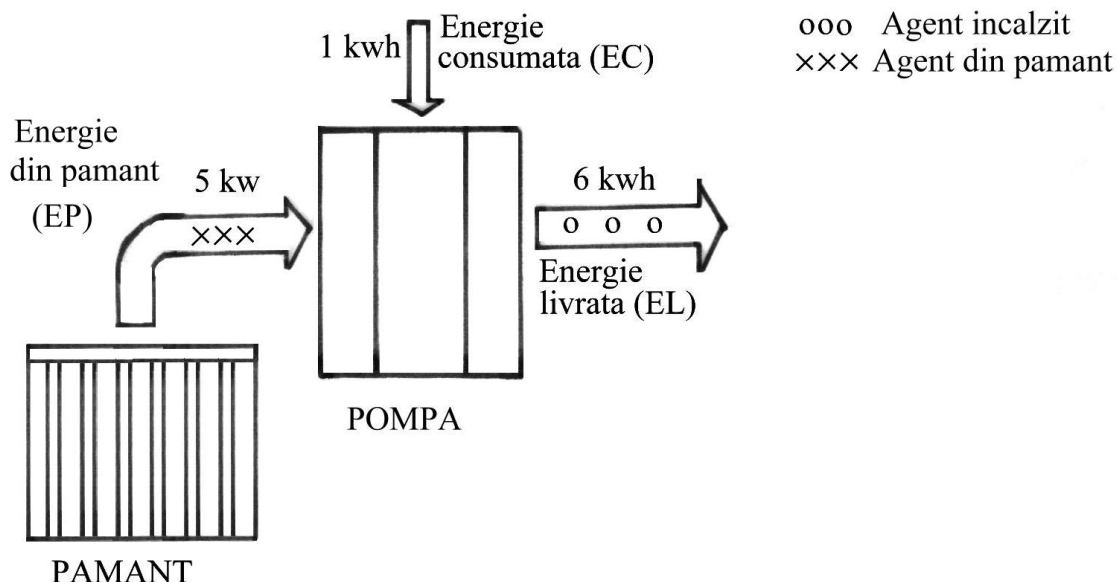 1 kwh
Energie
consumata (EC)
ooo Agent incalzit
××× Agent din pamant
Energie
din pamant
(EP)
5 kw
×××
6 kwh
o o o
Energie
livrata (EL)
POMPA
PAMANT